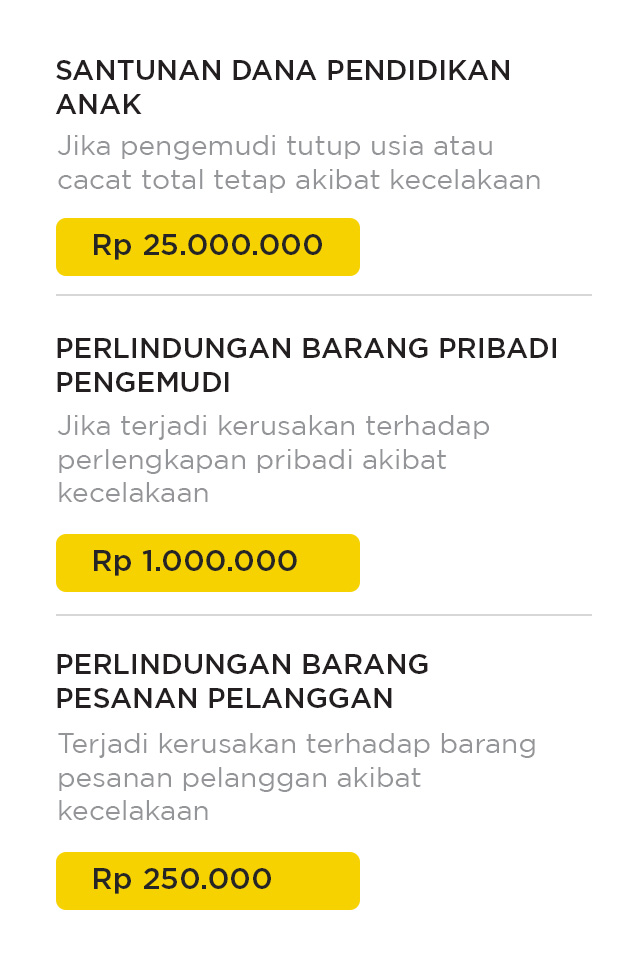 SANTUNAN DANA PENDIDIKAN
ANAK
Jika pengemudi tutup usia atau
cacat total tetap akibat kecelakaan
Rp 25.000.000
PERLINDUNGAN BARANG PRIBADI
PENGEMUDI
Jika terjadi kerusakan terhadap
perlengkapan pribadi akibat
kecelakaan
Rp 1.000.000
PERLINDUNGAN BARANG
PESANAN PELANGGAN
Terjadi kerusakan terhadap barang
pesanan pelanggan akibat
kecelakaan
Rp 250.000